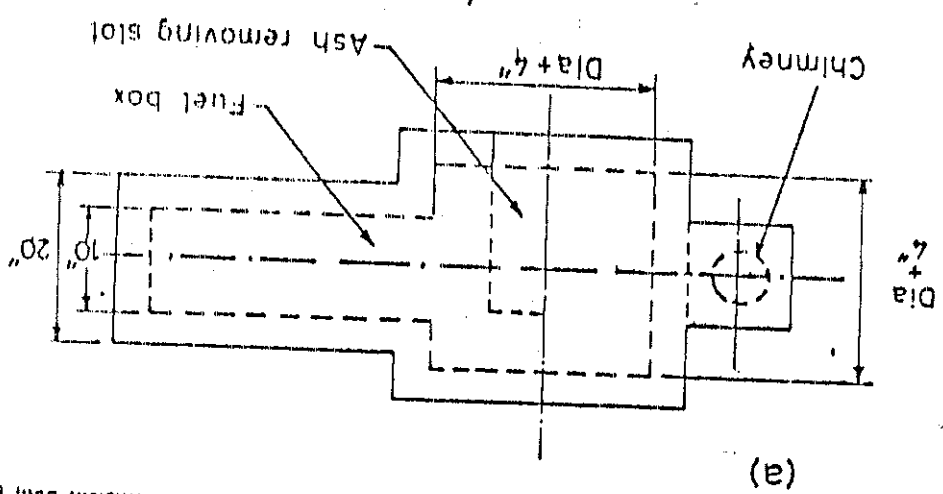 (a)
Dia
+
4"
10"
20"
Chimney
Dia + 4"
Fuel box
Ash removing slot